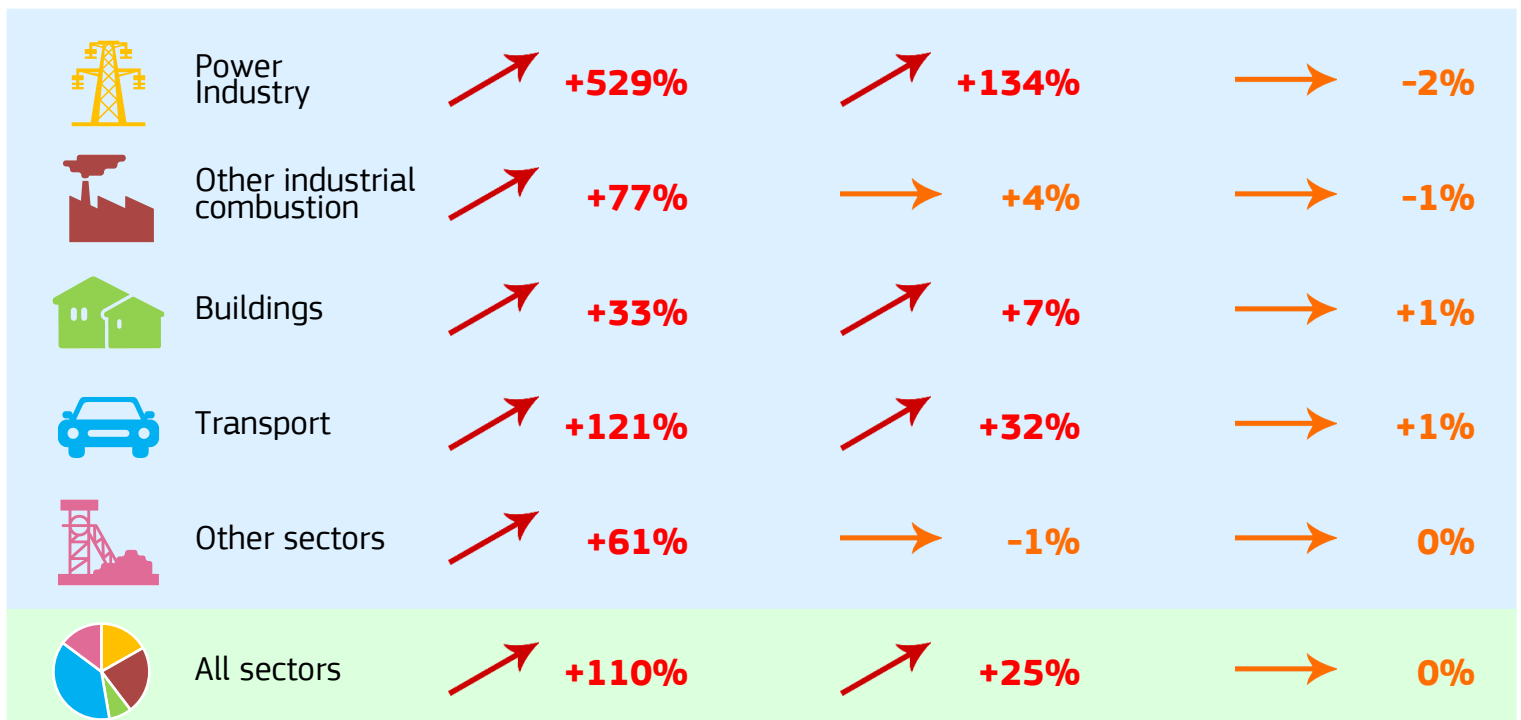 Power
Industry
+529%
+134%
-2%
Other industrial
combustion
+77%
+4%
-1%
Buildings
+33%
+7%
+1%
Transport
+121%
+32%
+1%
Other sectors
+61%
-1%
0%
All sectors
+110%
+25%
0%